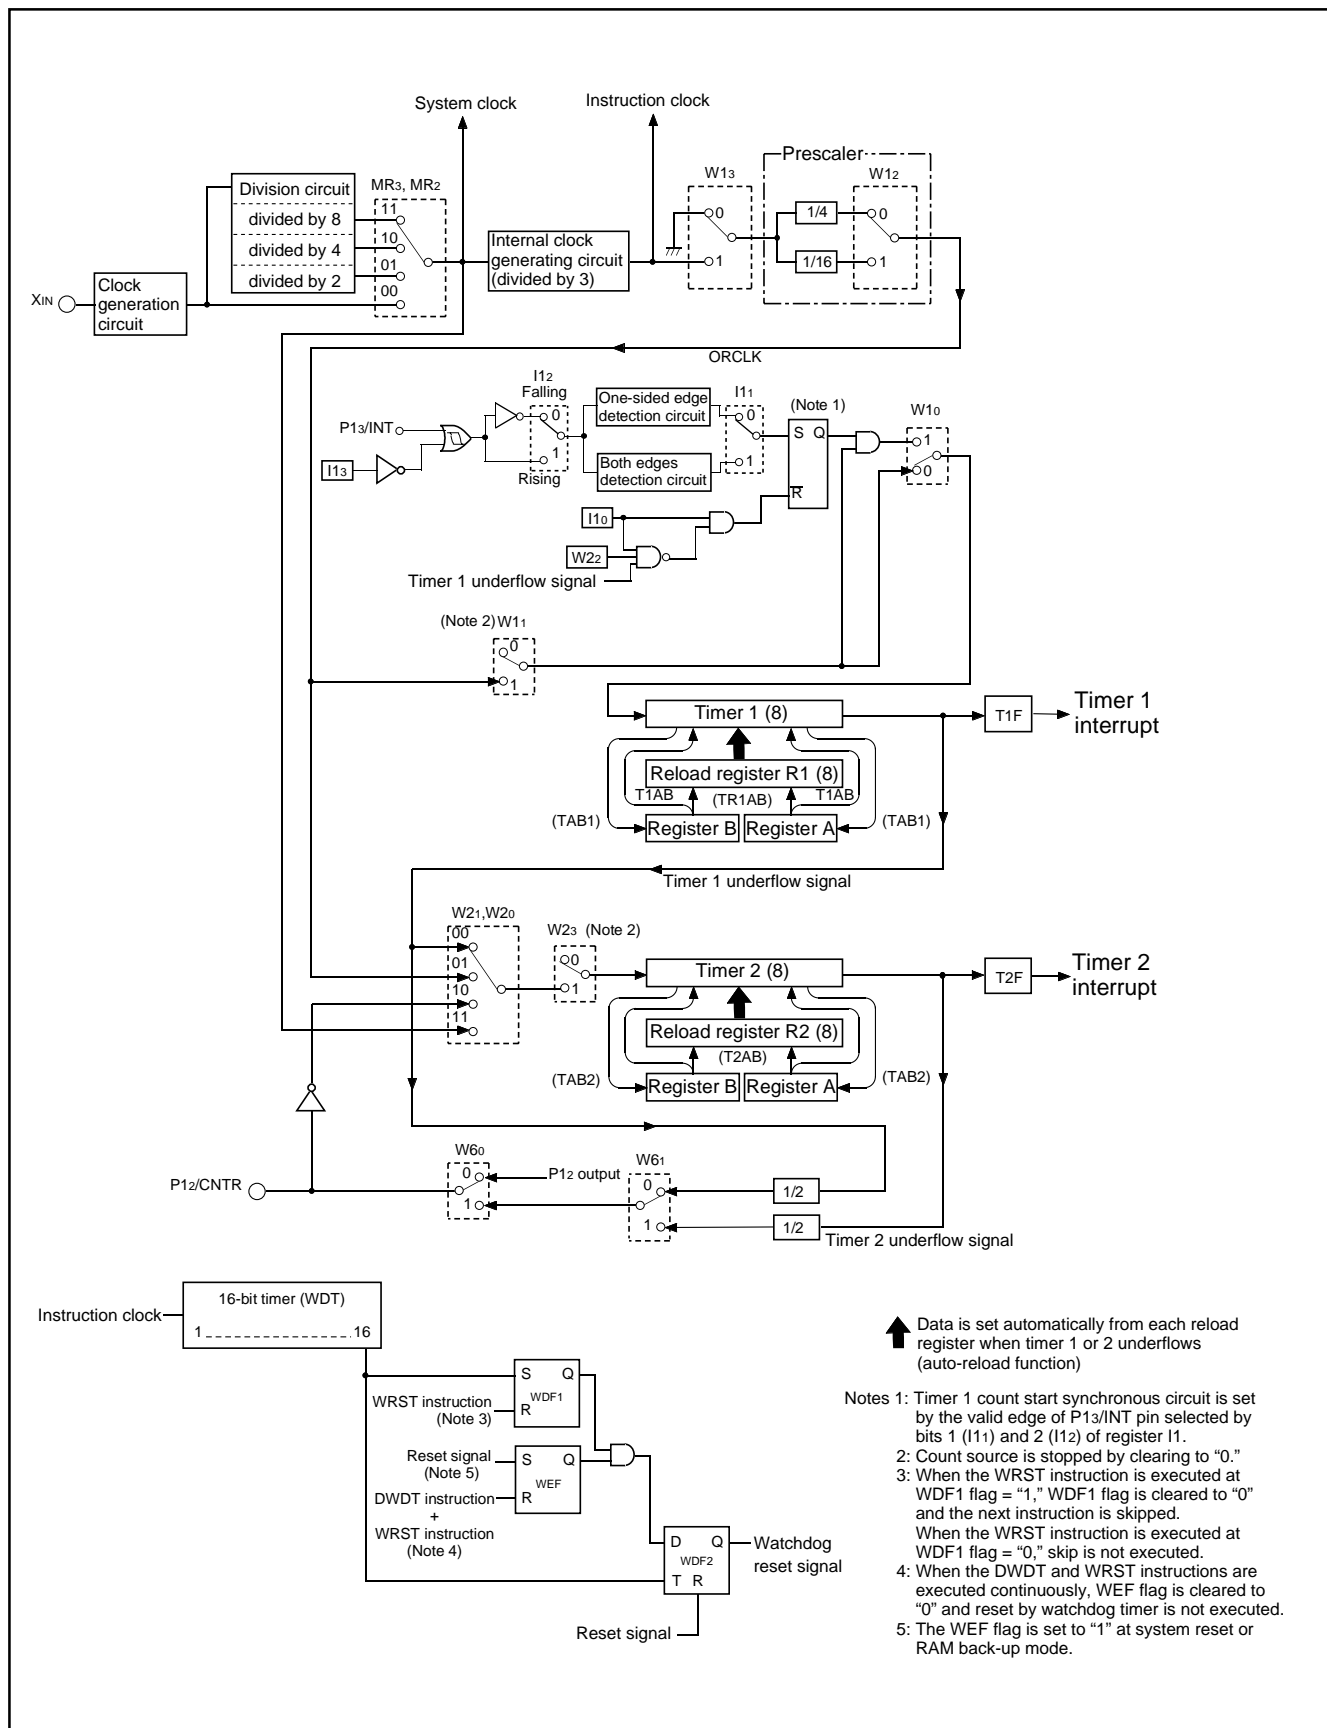 System clock
Instruction clock
Prescaler
W13
W12
Division circuit
MR3, MR2
divided by 8
11
divided by 4
10
divided by 2
01
00
Internal clock
generating circuit
(divided by 3)
0
1
1/4
1/16
0
1
XIN
Clock
generation
circuit
ORCLK
I12
Falling
0
1
Rising
One-sided edge
detection circuit
Both edges
detection circuit
I11
0
1
(Note 1)
S Q
R
W10
1
0
P13/INT
I13
I10
W22
Timer 1 underflow signal
(Note 2) W11
0
1
Timer 1 (8)
T1F
Timer 1
interrupt
Reload register R1 (8)
T1AB
(TR1AB)
T1AB
(TAB1)
Register B
Register A
(TAB1)
Timer 1 underflow signal
W21,W20
00
01
10
11
W23 (Note 2)
0
1
Timer 2 (8)
T2F
Timer 2
interrupt
Reload register R2 (8)
(T2AB)
(TAB2)
Register B
Register A
(TAB2)
W60
0
1
P12 output
W61
0
1
1/2
1/2
P12/CNTR
Timer 2 underflow signal
16-bit timer (WDT)
Instruction clock
1 16
S Q
WDF1
R
WRST instruction
(Note 3)
Reset signal
(Note 5)
S Q
WEF
R
DWDT instruction
+
WRST instruction
(Note 4)
D Q
WDF2
T R
Watchdog
reset signal
Reset signal
Data is set automatically from each reload
register when timer 1 or 2 underflows
(auto-reload function)
Notes 1: Timer 1 count start synchronous circuit is set
by the valid edge of P13/INT pin selected by
bits 1 (I11) and 2 (I12) of register I1.
2: Count source is stopped by clearing to “0.”
3: When the WRST instruction is executed at
WDF1 flag = “1,” WDF1 flag is cleared to “0”
and the next instruction is skipped.
When the WRST instruction is executed at
WDF1 flag = “0,” skip is not executed.
4: When the DWDT and WRST instructions are
executed continuously, WEF flag is cleared to
“0” and reset by watchdog timer is not executed.
5: The WEF flag is set to “1” at system reset or
RAM back-up mode.